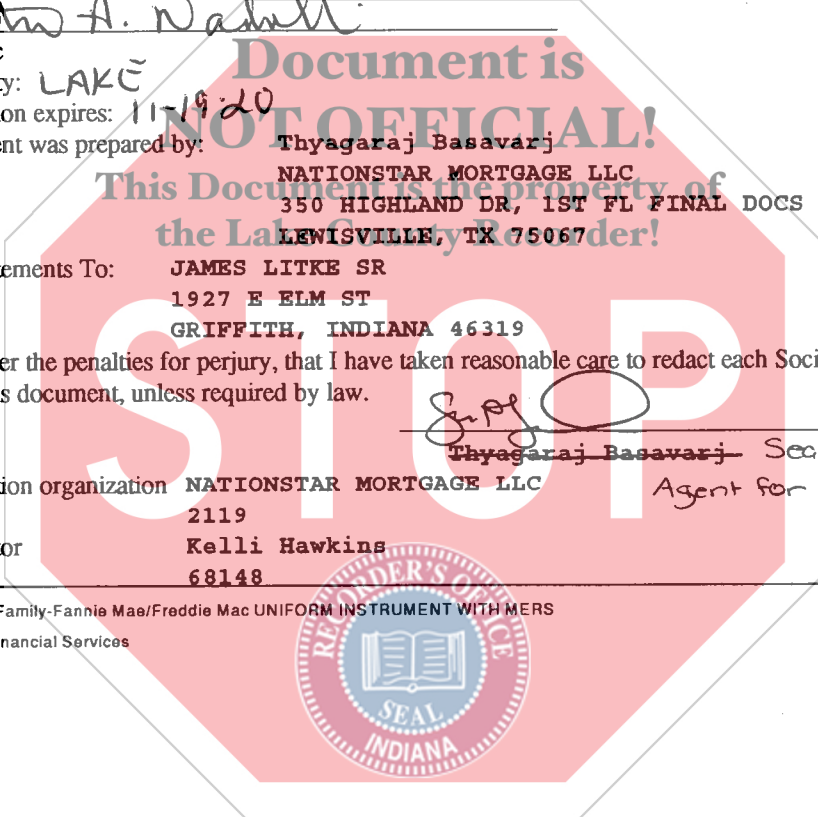 A. Nadull
Document is
y: LAKE
on expires: 11-19-20
NOT OFFICIAL!
nt was prepared by: Thyagaraj Basavarj
NATIONSTAR MORTGAGE LLC
This Document is the property of
350 HIGHLAND DR, 1ST FL FINAL DOCS
the Lake County Recorder!
LEWISVILLE, TX 75067
ements To: JAMES LITKE SR
1927 E ELM ST
GRIFFITH, INDIANA 46319
STOP
er the penalties for perjury, that I have taken reasonable care to redact each Soci
s document, unless required by law.
Thyagaraj Basavarj
ion organization NATIONSTAR MORTGAGE LLC Agent for
2119
or Kelli Hawkins
68148
Family-Fannie Mae/Freddie Mac UNIFORM INSTRUMENT WITH MERS
nancial Services
RECORDER'S OFFICE
SEAL
INDIANA